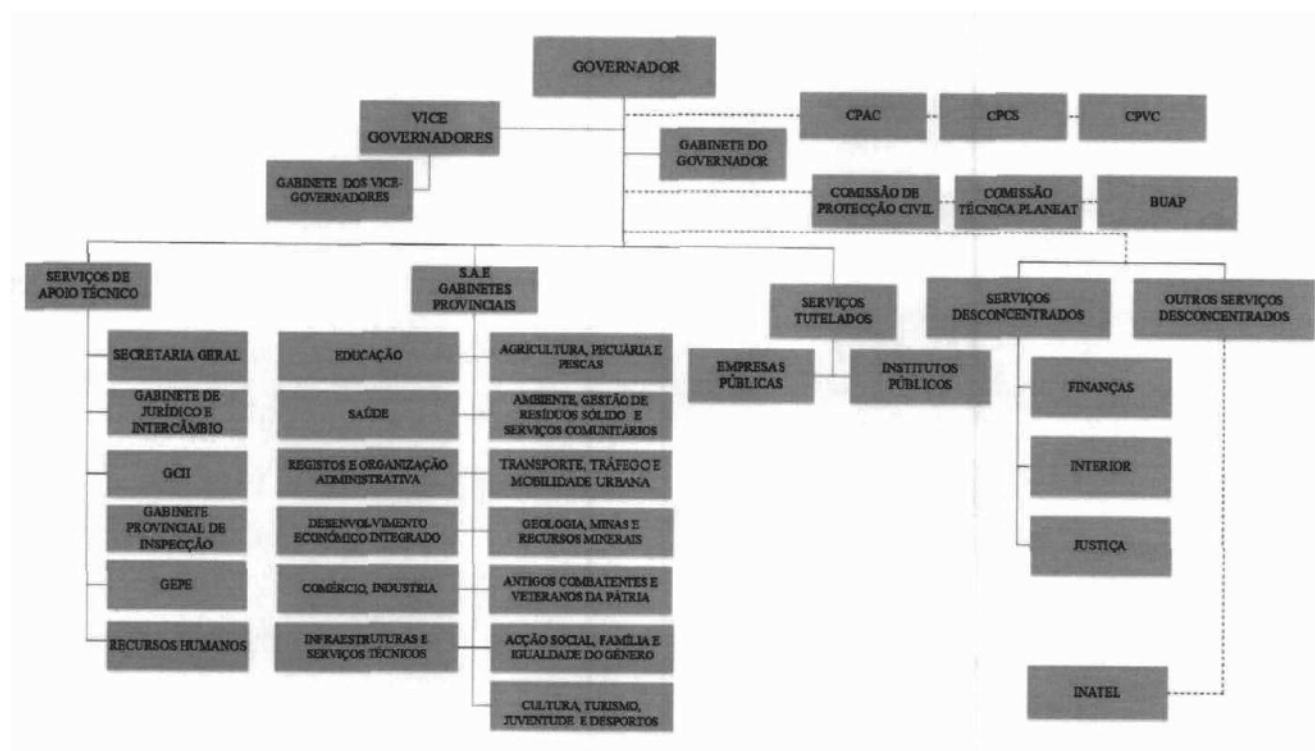 GOVERNADOR
VICE
GOVERNADORES
CPAC
CPCS
CPVC
GABINETE DO
GOVERNADOR
GABINETE DOS VICE-
GOVERNADORES
COMISSÃO DE
PROTECÇÃO CIVIL
COMISSÃO
TÉCNICA PLANEAT
BUAP
SERVIÇOS DE
APOIO TÉCNICO
S.A.E
GABINETES
PROVINCIAIS
SERVIÇOS
TUTELADOS
SERVIÇOS
DESCONCENTRADOS
OUTROS SERVIÇOS
DESCONCENTRADOS
SECRETARIA GERAL
GABINETE DE
JURÍDICO E
INTERCÂMBIO
GCII
GABINETE
PROVINCIAL DE
INSPECÇÃO
GEPE
RECURSOS HUMANOS
EDUCAÇÃO
SAÚDE
REGISTOS E ORGANIZAÇÃO
ADMINISTRATIVA
DESENVOLVIMENTO
ECONÓMICO INTEGRADO
COMÉRCIO, INDUSTRIA
INFRAESTRUTURAS E
SERVIÇOS TÉCNICOS
AGRICULTURA, PECUÁRIA E
PESCAS
AMBIENTE, GESTÃO DE
RESÍDUOS SÓLIDO E
SERVIÇOS COMUNITÁRIOS
TRANSPORTE, TRÁFEGO E
MOBILIDADE URBANA
GEOLOGIA, MINAS E
RECURSOS MINERAIS
ANTIGOS COMBATENTES E
VETERANOS DA PÁTRIA
ACÇÃO SOCIAL, FAMÍLIA E
IGUALDADE DO GÉNERO
CULTURA, TURISMO,
JUVENTUDE E DESPORTOS
EMPRESAS
PÚBLICAS
INSTITUTOS
PÚBLICOS
FINANÇAS
INTERIOR
JUSTIÇA
INATEL